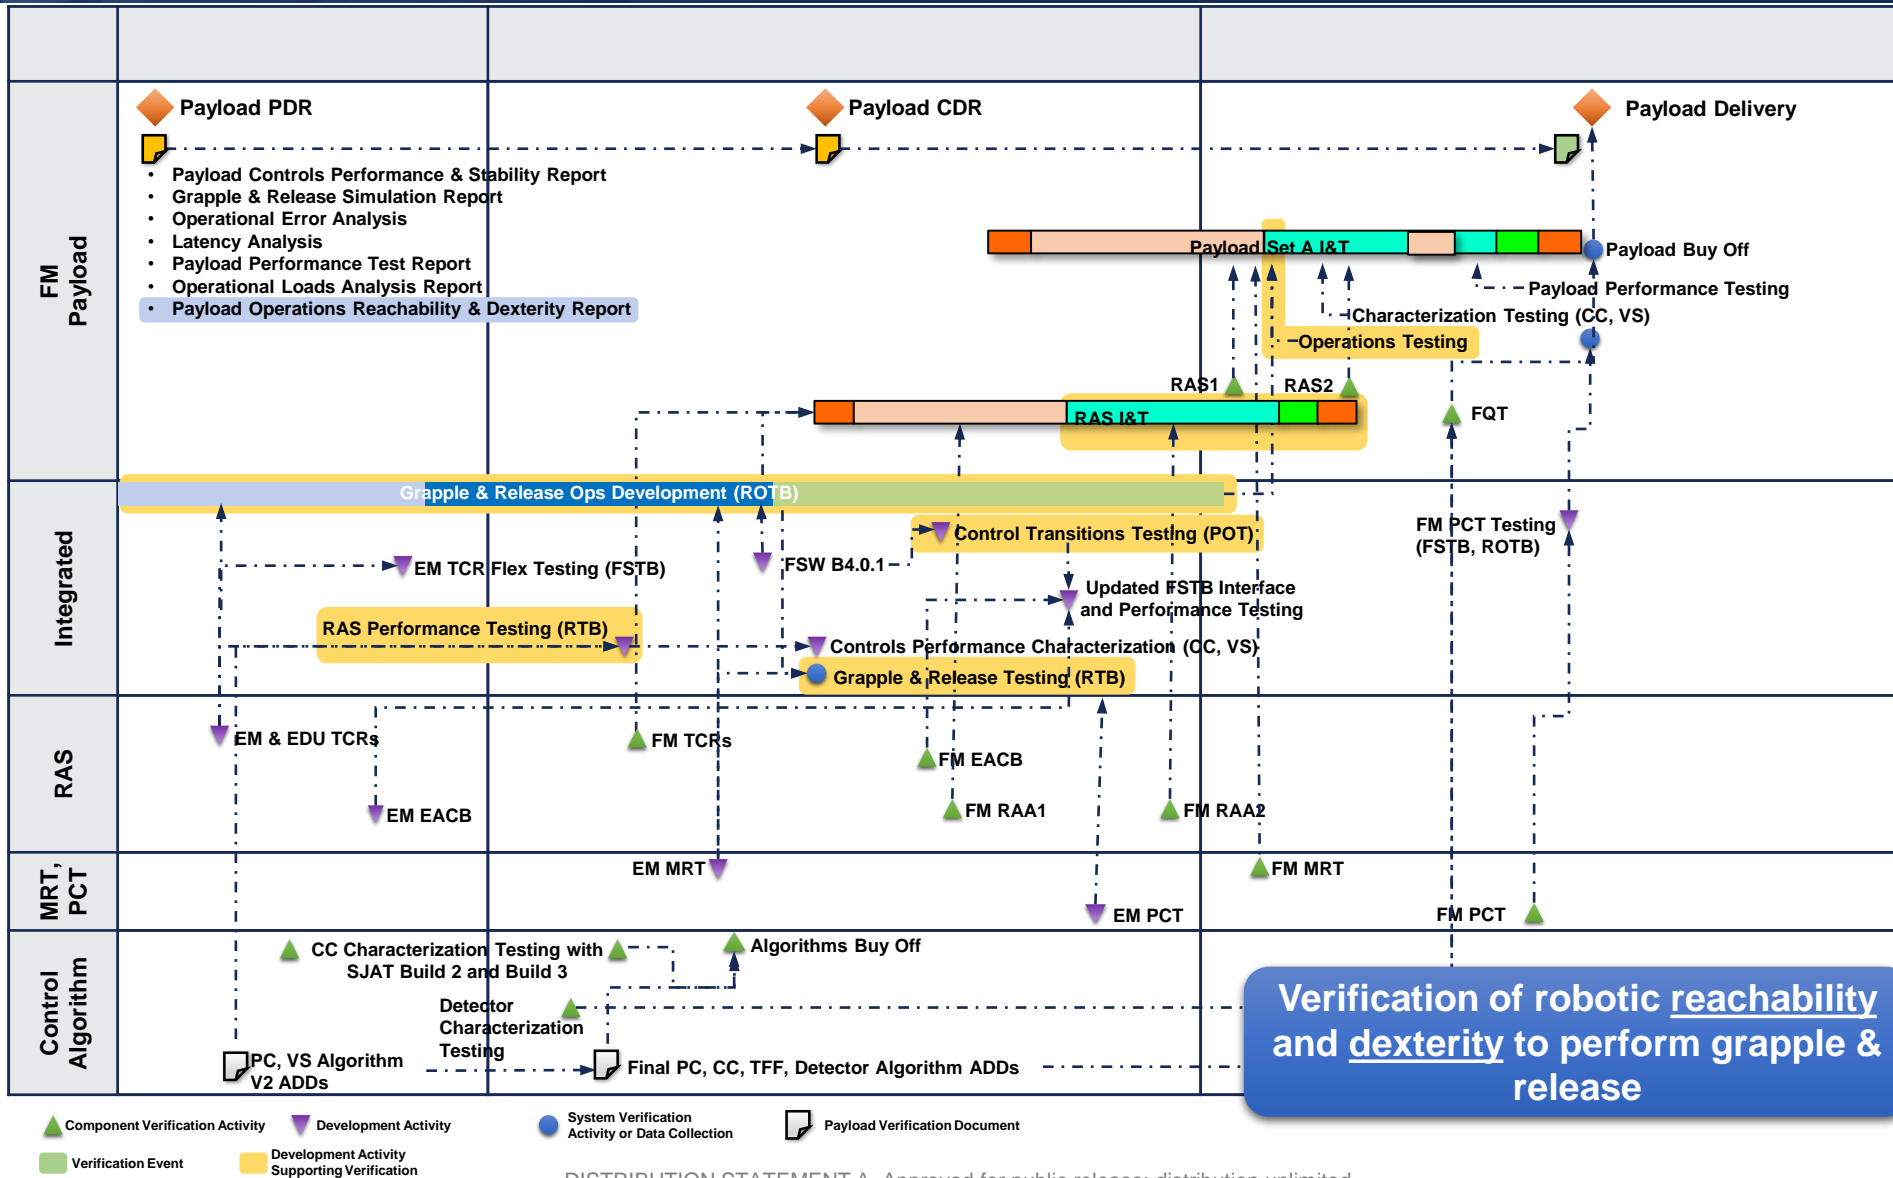 Payload PDR
Payload CDR
Payload Delivery
• Payload Controls Performance & Stability Report
• Grapple & Release Simulation Report
• Operational Error Analysis
• Latency Analysis
• Payload Performance Test Report
• Operational Loads Analysis Report
• Payload Operations Reachability & Dexterity Report
FM
Payload
Payload Set A I&T
Payload Buy Off
Payload Performance Testing
Characterization Testing (CC, VS)
Operations Testing
RAS1
RAS2
RAS I&T
FQT
Integrated
Grapple & Release Ops Development (ROTB)
Control Transitions Testing (POT)
FM PCT Testing
(FSTB, ROTB)
EM TCR Flex Testing (FSTB)
FSW B4.0.1
Updated FSTB Interface
and Performance Testing
RAS Performance Testing (RTB)
Controls Performance Characterization (CC, VS)
Grapple & Release Testing (RTB)
RAS
EM & EDU TCRs
FM TCRs
FM EACB
EM EACB
FM RAA1
FM RAA2
MRT,
PCT
EM MRT
FM MRT
EM PCT
FM PCT
Control
Algorithm
CC Characterization Testing with
SJAT Build 2 and Build 3
Algorithms Buy Off
Detector
Characterization
Testing
PC, VS Algorithm
V2 ADDs
Final PC, CC, TFF, Detector Algorithm ADDs
Verification of robotic reachability
and dexterity to perform grapple &
release
Component Verification Activity
Development Activity
System Verification
Activity or Data Collection
Payload Verification Document
Verification Event
Development Activity
Supporting Verification
DISTRIBUTION STATEMENT A. Approved for public release; distribution unlimited